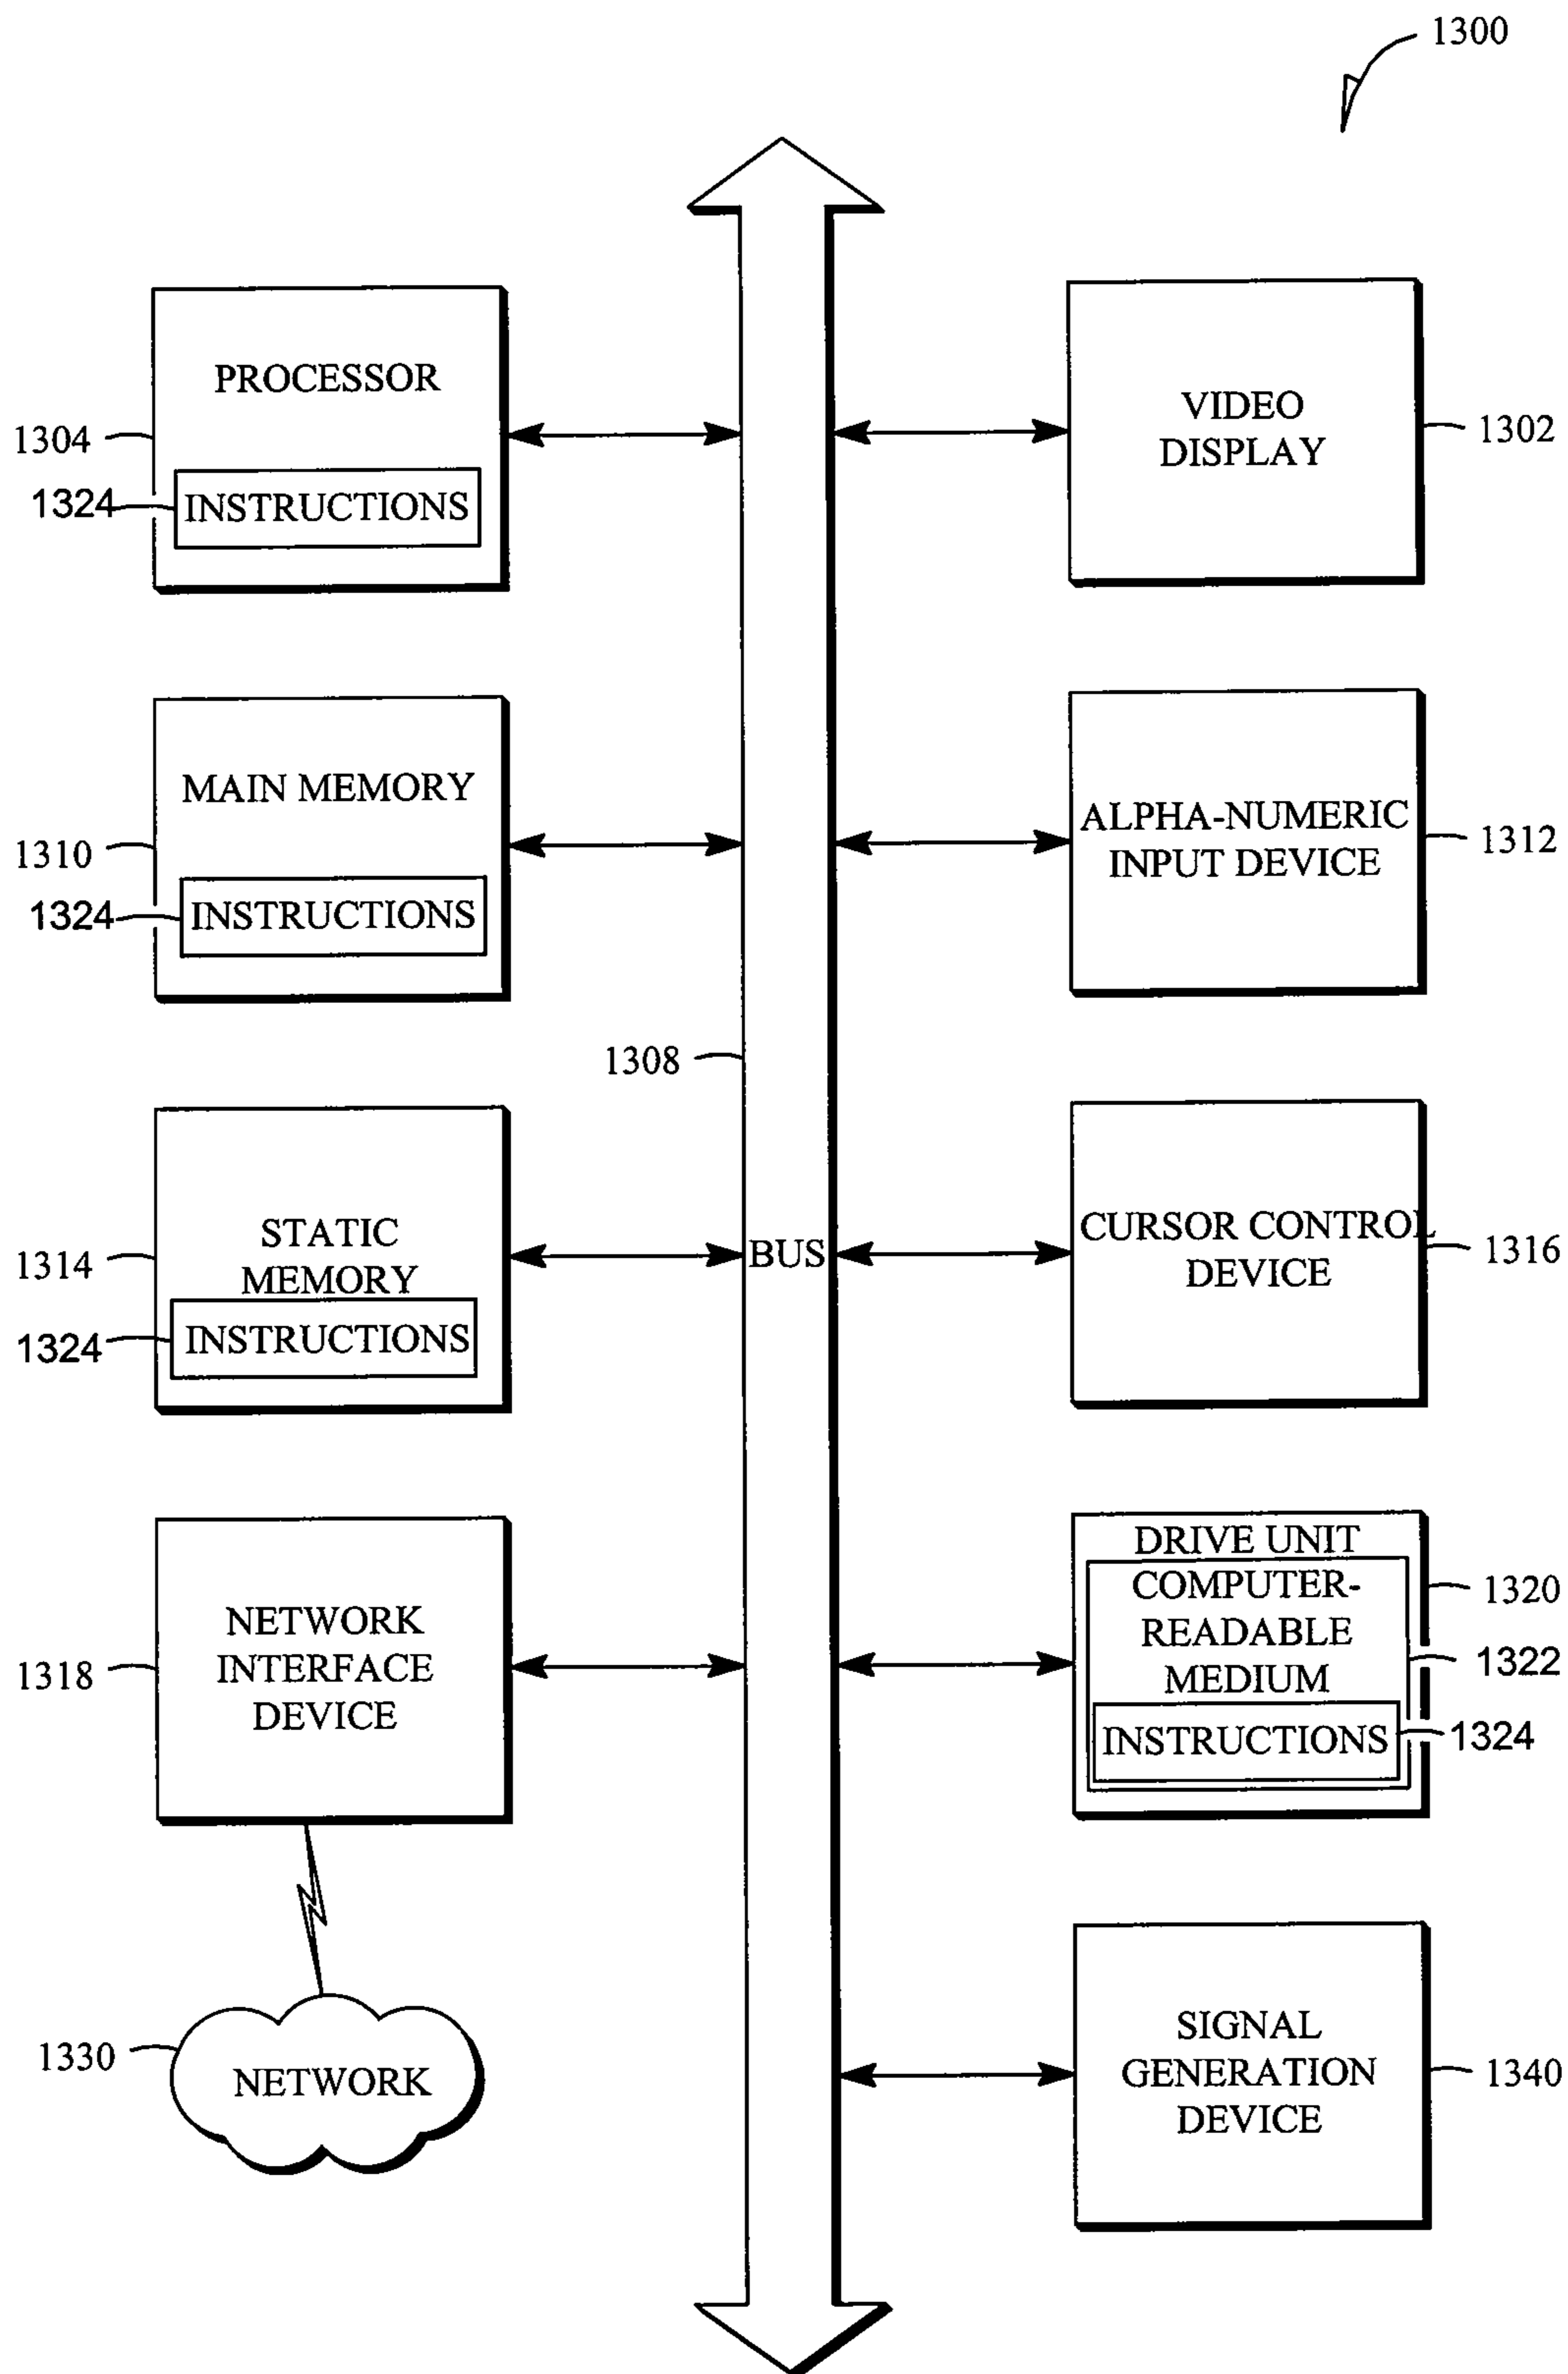 1300
PROCESSOR
1304
1324
INSTRUCTIONS
VIDEO
DISPLAY
1302
MAIN MEMORY
1310
1324
INSTRUCTIONS
ALPHA-NUMERIC
INPUT DEVICE
1312
1308
STATIC
MEMORY
1314
1324
INSTRUCTIONS
BUS
CURSOR CONTROL
DEVICE
1316
NETWORK
INTERFACE
DEVICE
1318
DRIVE UNIT
COMPUTER-
READABLE
MEDIUM
INSTRUCTIONS
1320
1322
1324
1330
NETWORK
SIGNAL
GENERATION
DEVICE
1340